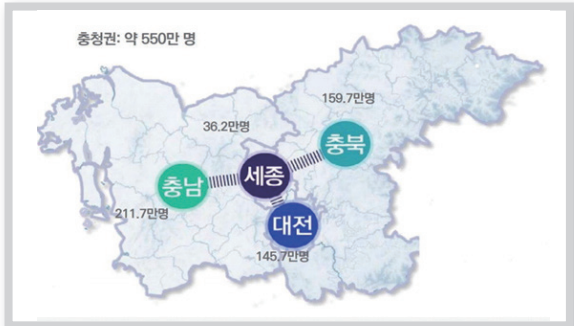 충청권: 약 550만 명
159.7만명
36.2만명
충북
세종
충남
211.7만명
대전
145.7만명